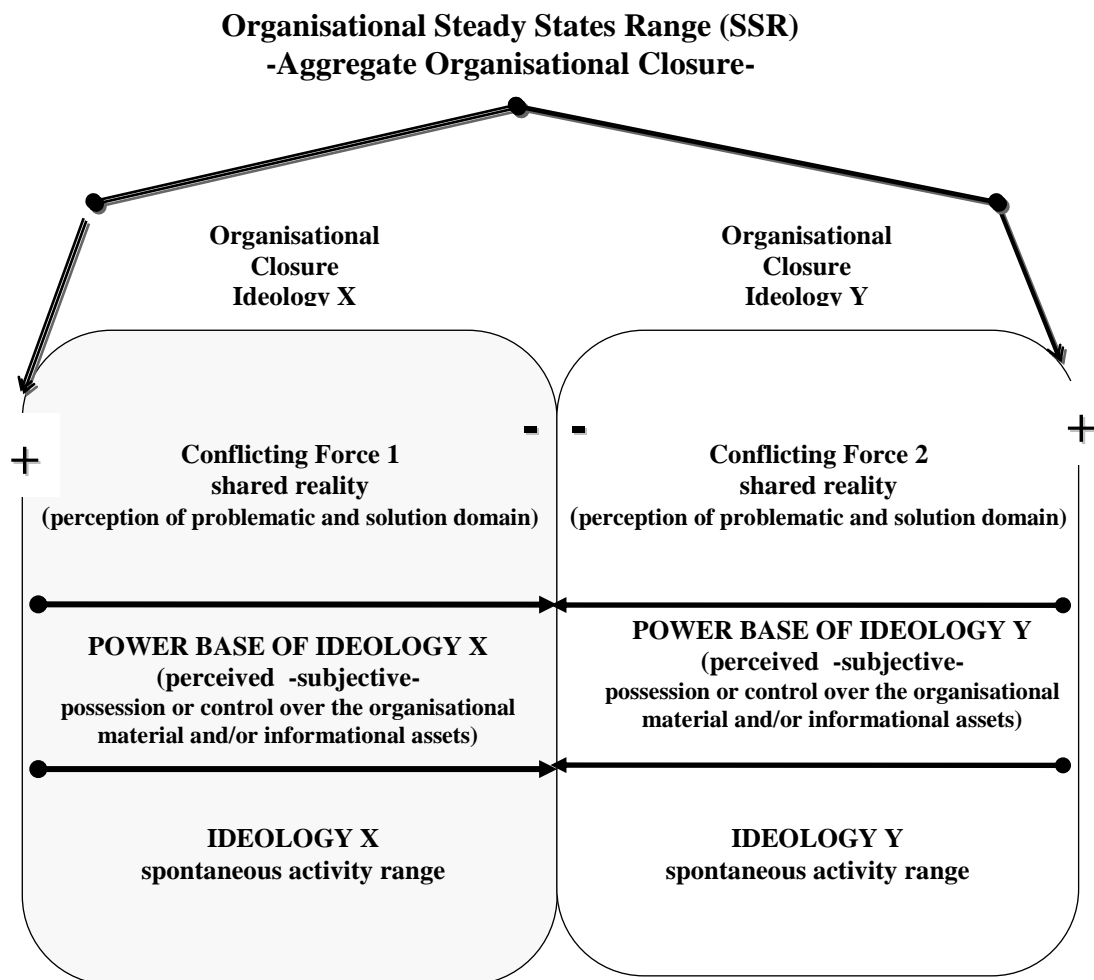 Organisational Steady States Range (SSR)
-Aggregate Organisational Closure-
Organisational
Closure
Ideology X
Organisational
Closure
Ideology Y
+
-
-
+
Conflicting Force 1
shared reality
(perception of problematic and solution domain)
Conflicting Force 2
shared reality
(perception of problematic and solution domain)
POWER BASE OF IDEOLOGY X
(perceived -subjective-
possession or control over the organisational
material and/or informational assets)
POWER BASE OF IDEOLOGY Y
(perceived -subjective-
possession or control over the organisational
material and/or informational assets)
IDEOLOGY X
spontaneous activity range
IDEOLOGY Y
spontaneous activity range